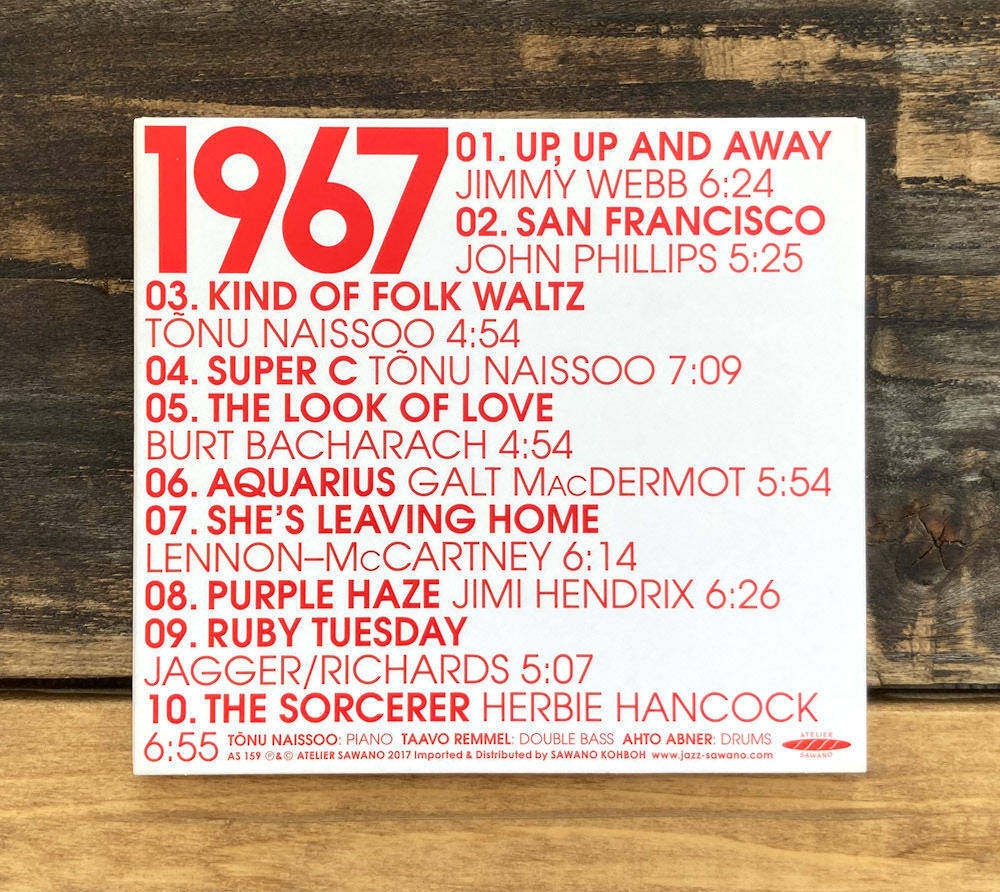 1967
01. UP, UP AND AWAY
JIMMY WEBB 6:24
02. SAN FRANCISCO
JOHN PHILLIPS 5:25
03. KIND OF FOLK WALTZ
TÕNU NAISSOO 4:54
04. SUPER C TÕNU NAISSOO 7:09
05. THE LOOK OF LOVE
BURT BACHARACH 4:54
06. AQUARIUS GALT MACDERMOT 5:54
07. SHE'S LEAVING HOME
LENNON–MCCARTNEY 6:14
08. PURPLE HAZE JIMI HENDRIX 6:26
09. RUBY TUESDAY
JAGGER/RICHARDS 5:07
10. THE SORCERER HERBIE HANCOCK
6:55 TÕNU NAISSOO: PIANO TAAVO REMMEL: DOUBLE BASS AHTO ABNER: DRUMS
AS 159 ℗&© ATELIER SAWANO 2017 Imported & Distributed by SAWANO KOHBOH www.jazz-sawano.com
ATELIER
SAWANO